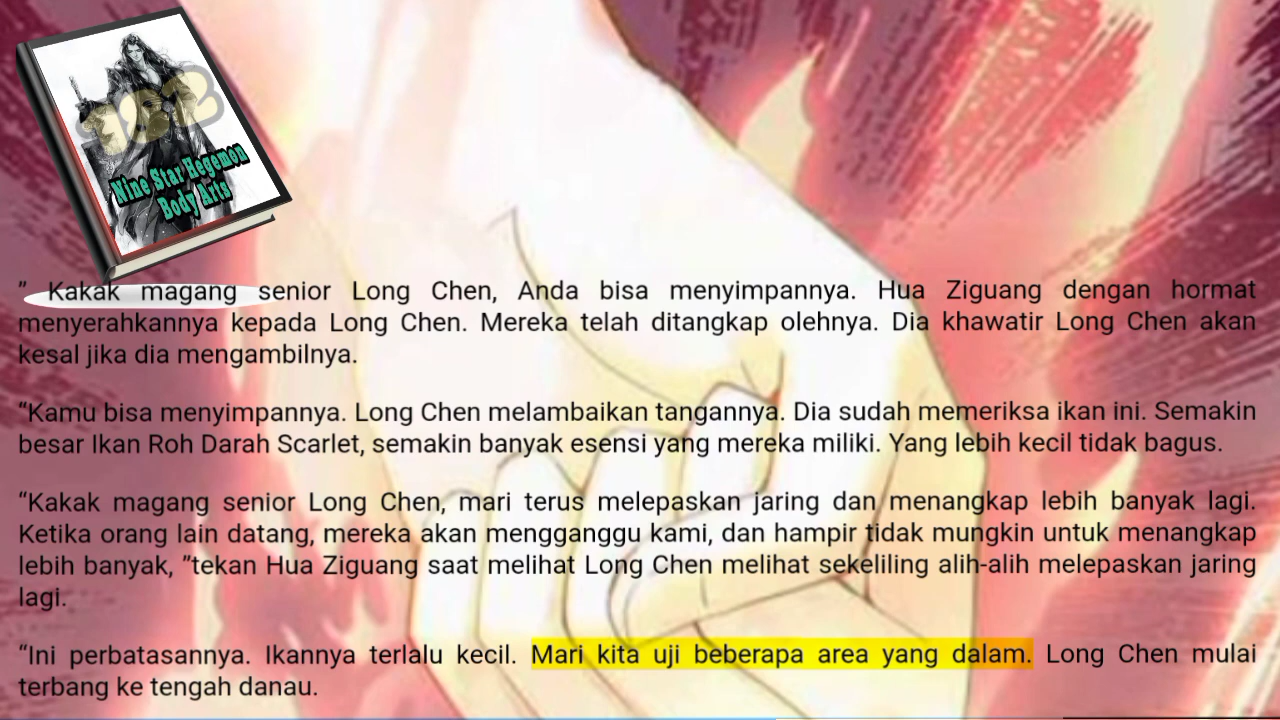 192
Nine Star Hegemon
Body Arts
” Kakak magang senior Long Chen, Anda bisa menyimpannya. Hua Ziguang dengan hormat
menyerahkannya kepada Long Chen. Mereka telah ditangkap olehnya. Dia khawatir Long Chen akan
kesal jika dia mengambilnya.
“Kamu bisa menyimpannya. Long Chen melambaikan tangannya. Dia sudah memeriksa ikan ini. Semakin
besar Ikan Roh Darah Scarlet, semakin banyak esensi yang mereka miliki. Yang lebih kecil tidak bagus.
“Kakak magang senior Long Chen, mari terus melepaskan jaring dan menangkap lebih banyak lagi.
Ketika orang lain datang, mereka akan mengganggu kami, dan hampir tidak mungkin untuk menangkap
lebih banyak, ”tekan Hua Ziguang saat melihat Long Chen melihat sekeliling alih-alih melepaskan jaring
lagi.
“Ini perbatasannya. Ikannya terlalu kecil. Mari kita uji beberapa area yang dalam. Long Chen mulai
terbang ke tengah danau.